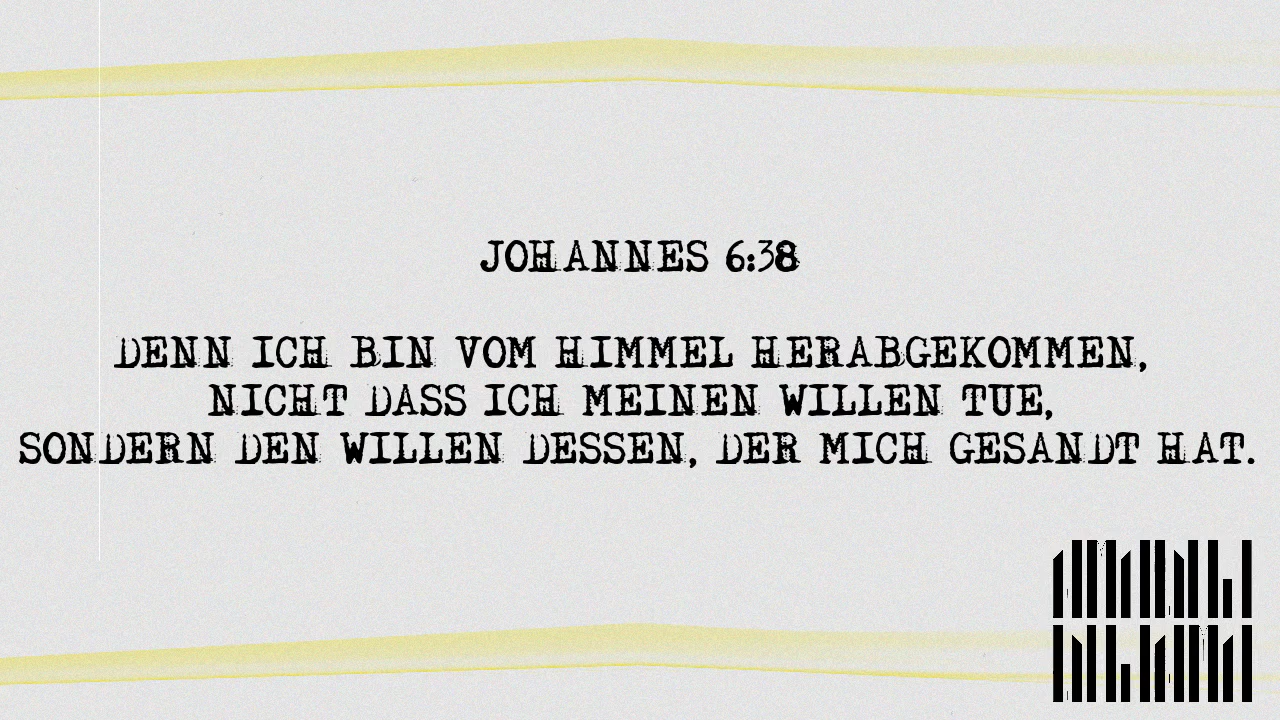 JOHANNES 6:38
DENN ICH BIN VOM HIMMEL HERABGEKOMMEN,
NICHT DASS ICH MEINEN WILLEN TUE,
SONDERN DEN WILLEN DESSEN, DER MICH GESANDT HAT.